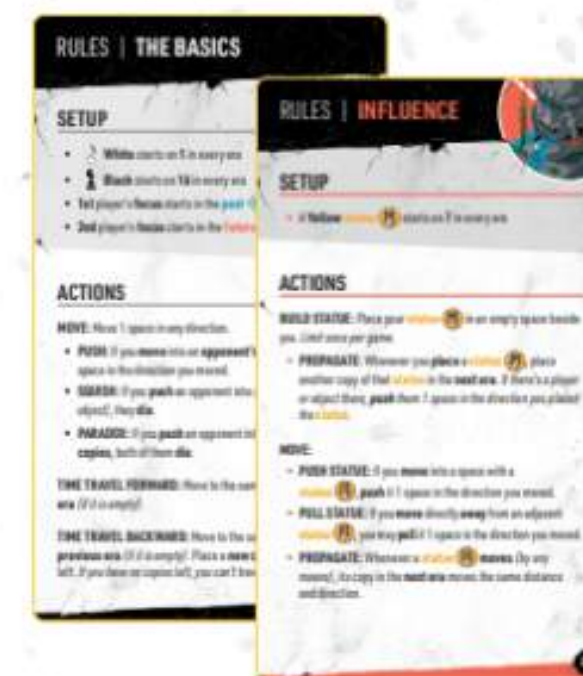 RULES | THE BASICS
SETUP
White starts on 1 in every era
Black starts on 16 in every era
1st player's focus starts in the past
2nd player's focus starts in the future
ACTIONS
MOVE: Move 1 space in any direction.
• PUSH: If you move into an opponent's
space in the direction you moved.
• SQUASH: If you push an opponent into
object), they die.
• PARADOX: If you push an opponent into
copies, both of them die.
TIME TRAVEL FORWARD: Move to the same
era (if it is empty).
TIME TRAVEL BACKWARD: Move to the
previous era (if it is empty). Place a new
left. If you have no copies left, you can't
RULES | INFLUENCE
SETUP
• A Yellow starts on 7 in every era
ACTIONS
BUILD STATUE: Place your statue in an empty space beside
you. Limit once per game.
• PROPAGATE: Whenever you place a statue, place
another copy of that statue in the next era. If there's a player
or object there, push them 1 space in the direction you placed
the statue.
MOVE:
• PUSH STATUE: If you move into a space with a
statue, push it 1 space in the direction you moved.
• PULL STATUE: If you move directly away from an adjacent
statue, you may pull it 1 space in the direction you moved.
• PROPAGATE: Whenever a statue moves (by any
means), its copy in the next era moves the same distance
and direction.